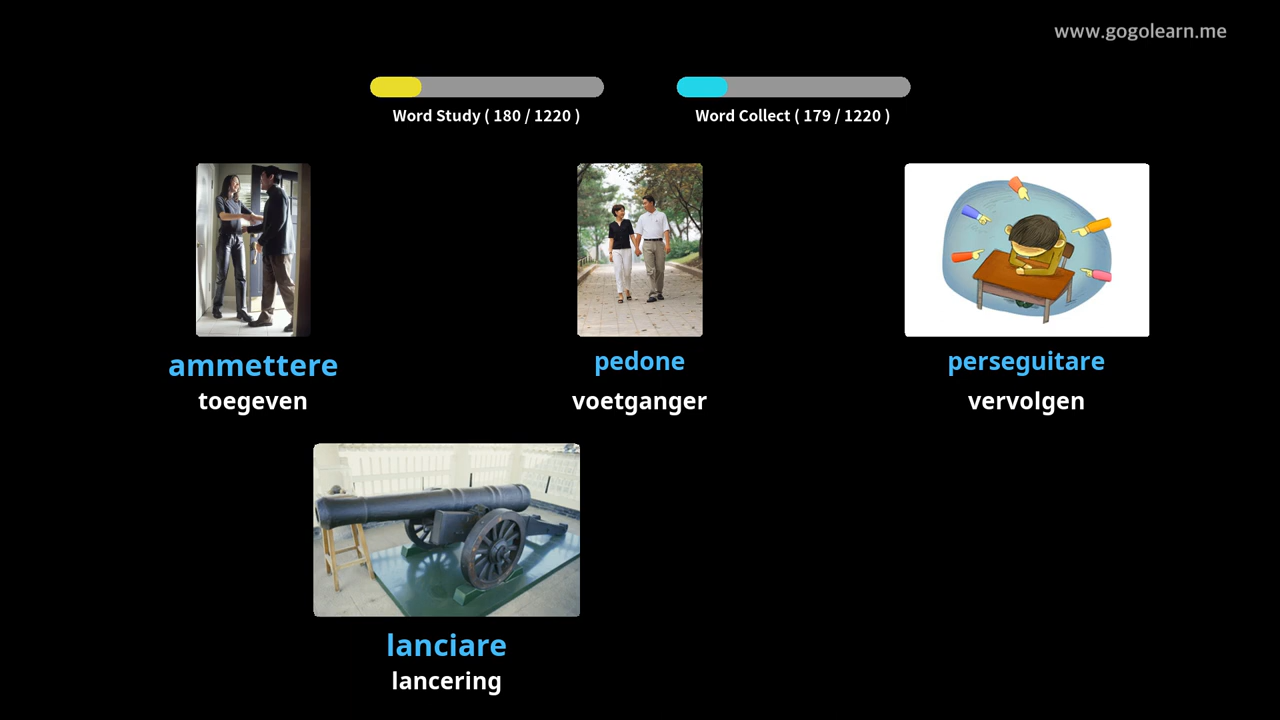 www.gogolearn.me
Word Study ( 180 / 1220 )
Word Collect ( 179 / 1220 )
ammettere
toegeven
pedone
voetganger
perseguitare
vervolgen
lanciare
lancering